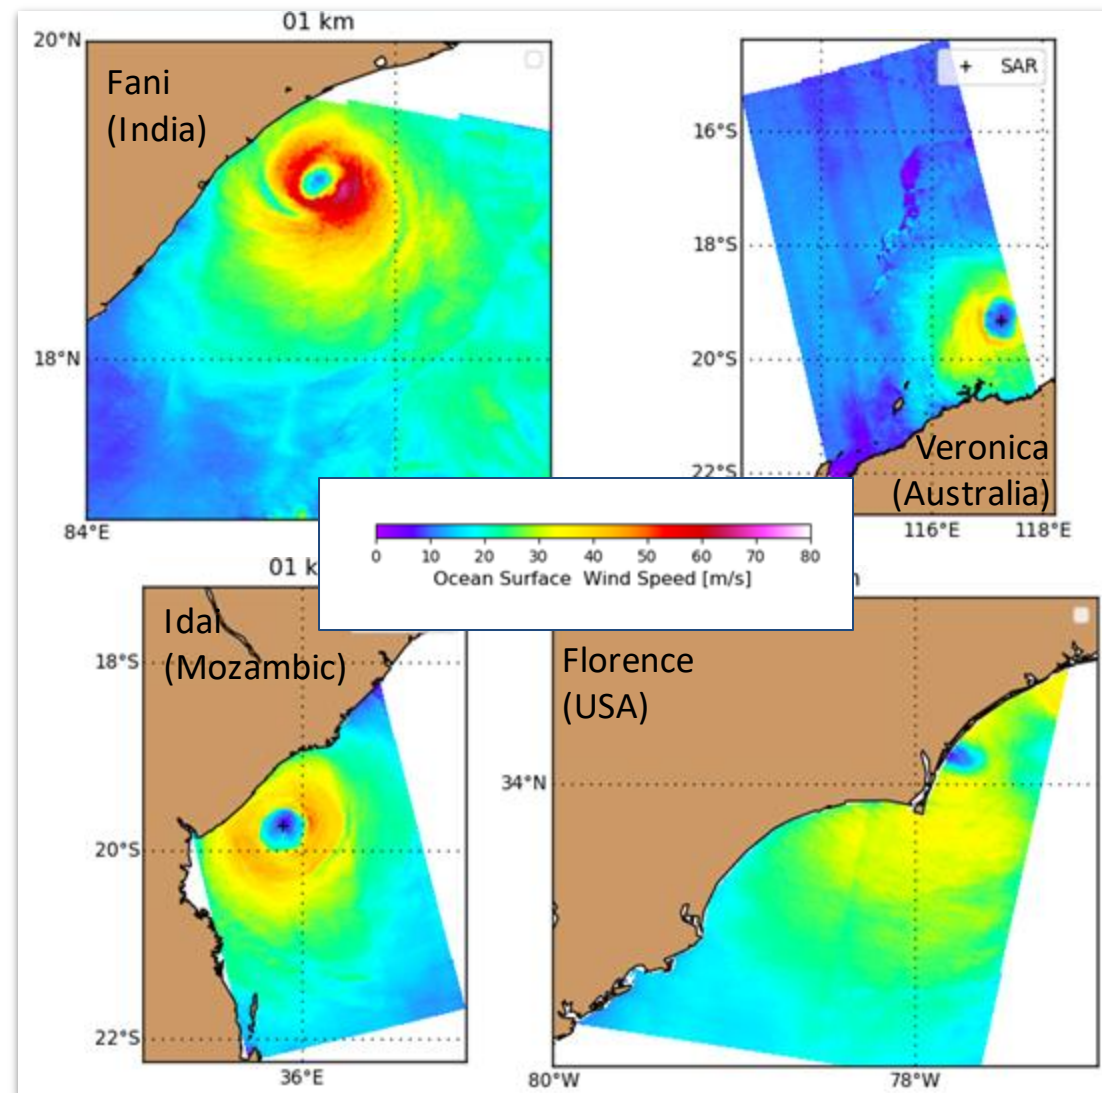 01 km
20°N
Fani
(India)
18°N
84°E
+ SAR
16°S
18°S
20°S
22°S
Veronica
(Australia)
116°E
118°E
0 10 20 30 40 50 60 70 80
Ocean Surface Wind Speed [m/s]
01 k
Idal
(Mozambic)
18°S
20°S
22°S
36°E
m
Florence
(USA)
34°N
80°W
78°W